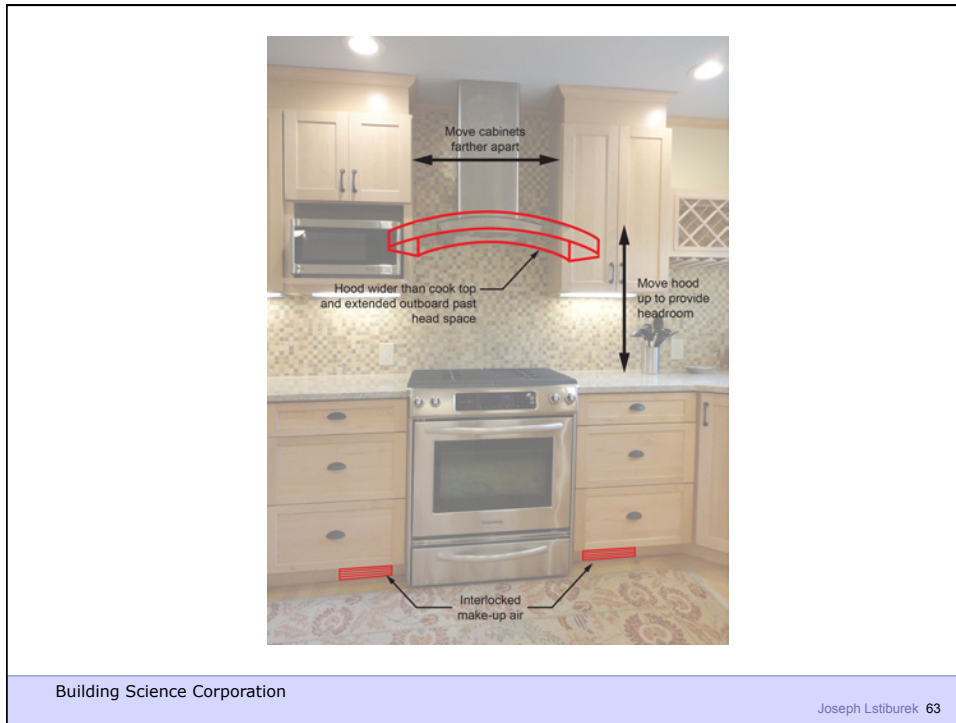 Move cabinets
farther apart
Hood wider than cook top
and extended outboard past
head space
Move hood
up to provide
headroom
Interlocked
make-up air
Building Science Corporation
Joseph Lstiburek 63